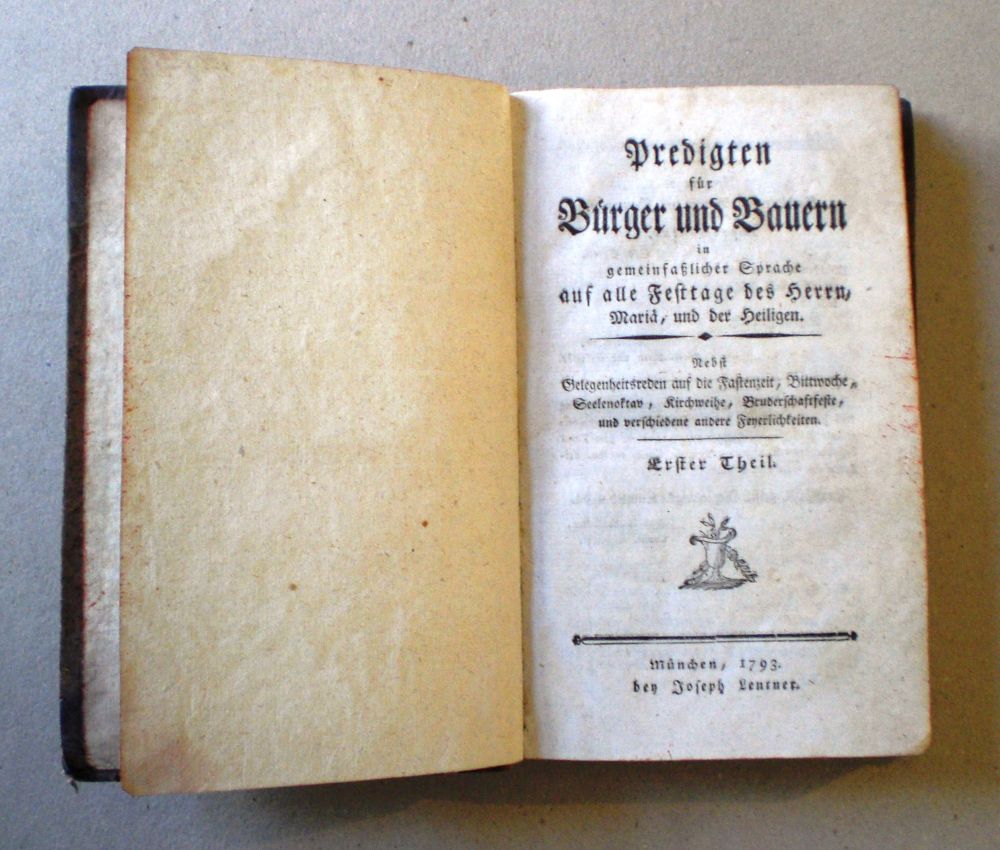 Predigten
für
Bürger und Bauern
in
gemeinfaßlicher Sprache
auf alle Festtage des Herrn,
Mariä, und der Heiligen.
Nebst
Gelegenheitsreden auf die Fastenzeit, Bittwoche,
Seelenoktav, Kirchweihe, Bruderschaftfeste,
und verschiedene andere Feyerlichkeiten.
Erster Theil.
München, 1793.
bey Joseph Lentner.